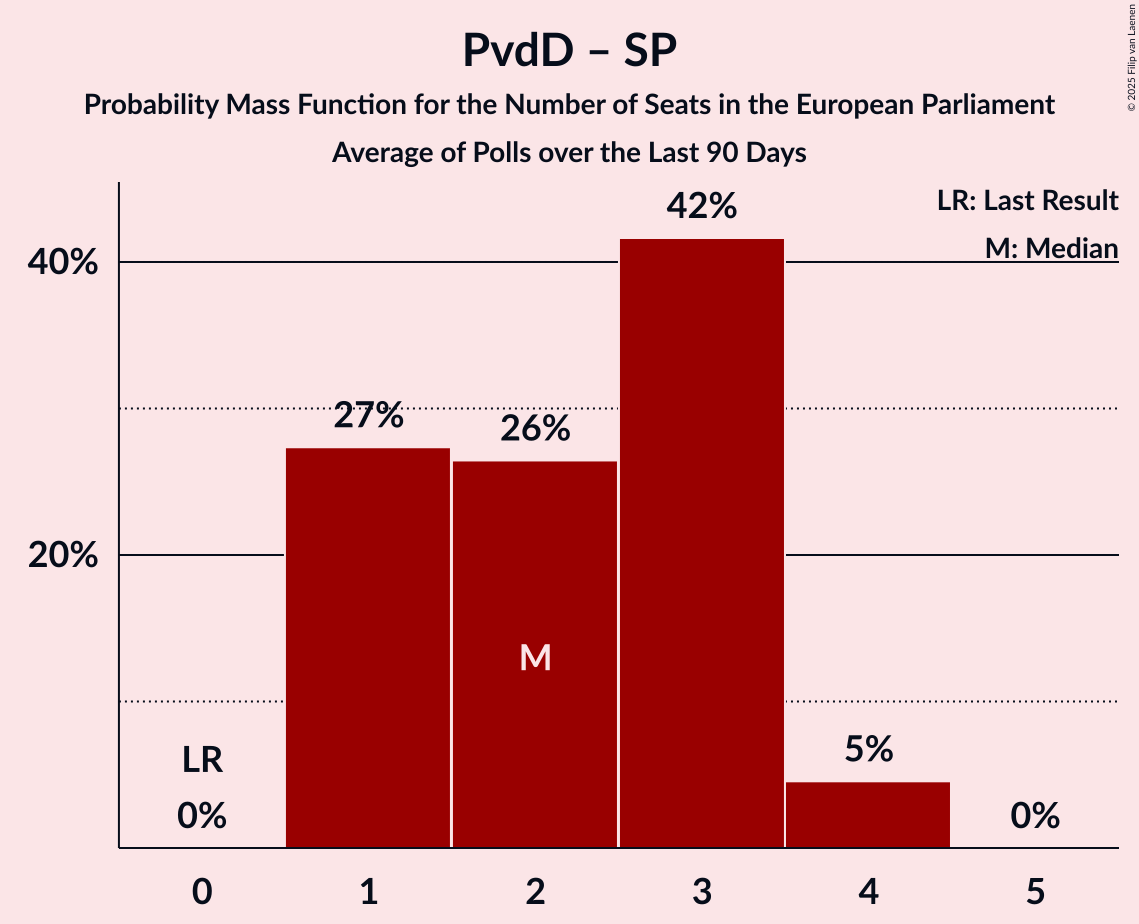 PvdD – SP
Probability Mass Function for the Number of Seats in the European Parliament
Average of Polls over the Last 90 Days
© 2025 Filip van Laenen
LR: Last Result
M: Median
42%
40%
27%
26%
20%
M
LR
5%
0%
0%
0 1 2 3 4 5